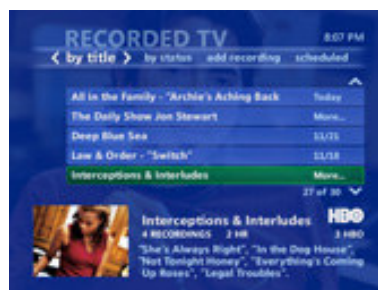 RECORDED TV 8:07 PM
< by title > by status add recording scheduled
All in the Family - "Archie's Aching Back Today
The Daily Show Jon Stewart More...
Deep Blue Sea 11/21
Law & Order - "Switch" 11/18
Interceptions & Interludes More...
27 of 30
Interceptions & Interludes HBO
4 RECORDINGS 2 HR 3 HBO
"She's Always Right", "In the Dog House",
"Not Tonight Honey", "Everything's Coming
Up Roses", "Legal Troubles".